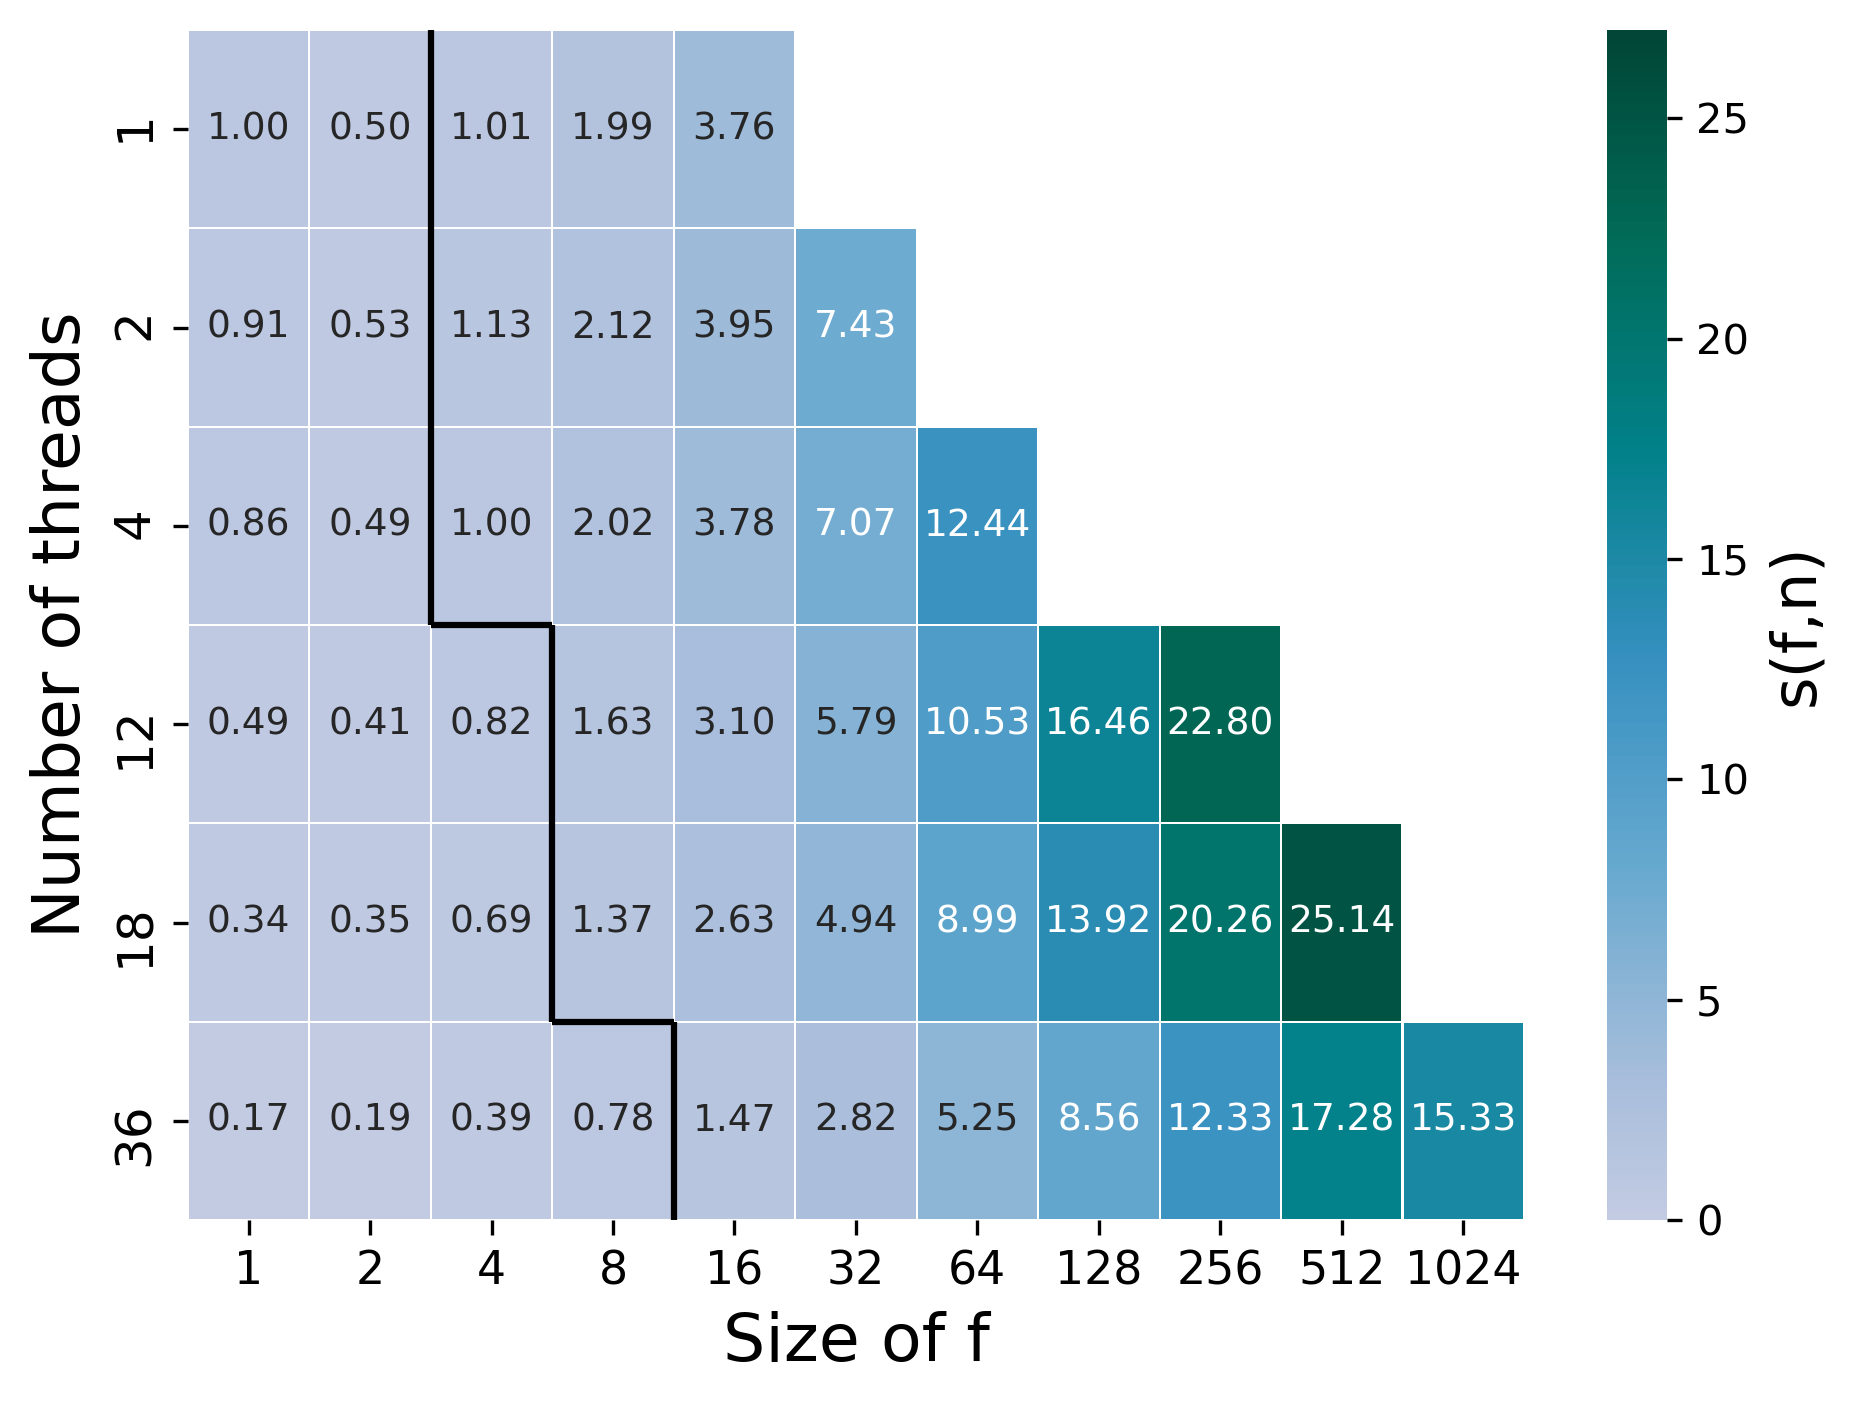 1.00 0.50 1.01 1.99 3.76
0.91 0.53 1.13 2.12 3.95 7.43
0.86 0.49 1.00 2.02 3.78 7.07 12.44
0.49 0.41 0.82 1.63 3.10 5.79 10.53 16.46 22.80
0.34 0.35 0.69 1.37 2.63 4.94 8.99 13.92 20.26 25.14
0.17 0.19 0.39 0.78 1.47 2.82 5.25 8.56 12.33 17.28 15.33
1
2
4
12
18
36
Number of threads
1 2 4 8 16 32 64 128 256 512 1024
Size of f
25
20
15
10
5
0
s(f,n)